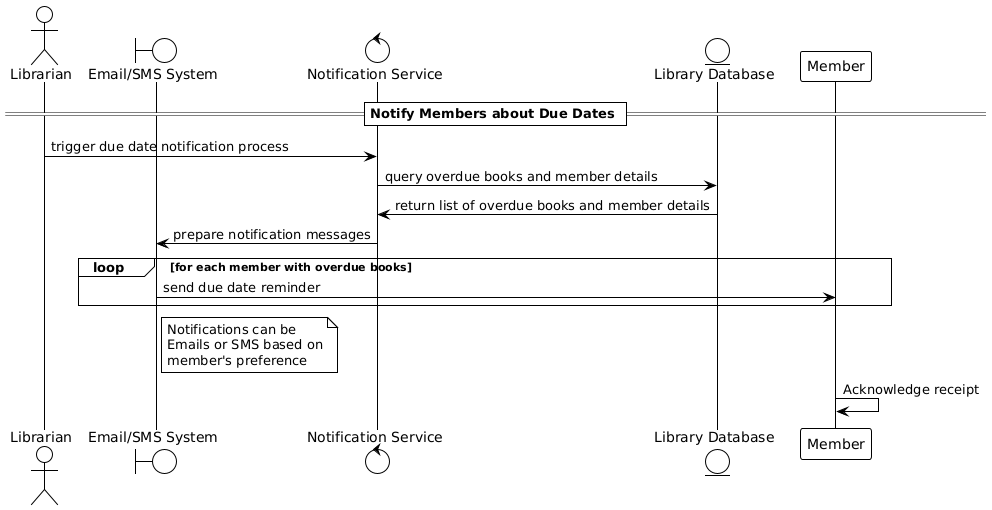 Librarian
Email/SMS System
Notification Service
Library Database
Member
Notify Members about Due Dates
trigger due date notification process
query overdue books and member details
return list of overdue books and member details
prepare notification messages
loop
[for each member with overdue books]
send due date reminder
Notifications can be
Emails or SMS based on
member's preference
Acknowledge receipt
Librarian
Email/SMS System
Notification Service
Library Database
Member